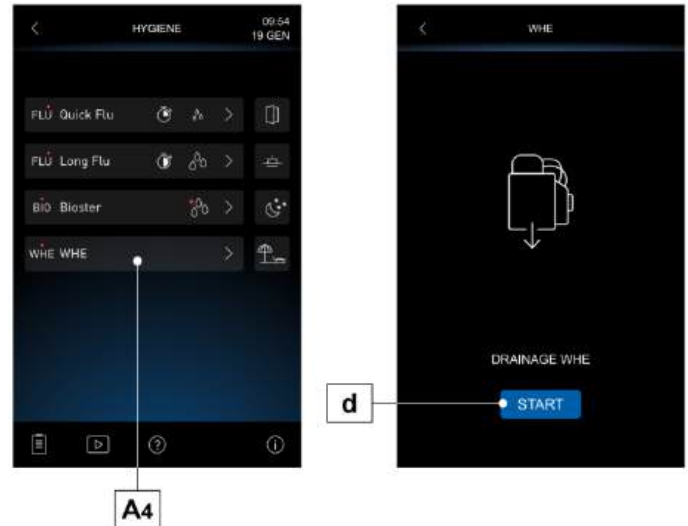 HYGIENE
09:54
19 GEN
FLU Quick Flu
FLU Long Flu
BIO Bioster
WHE WHE
A4
WHE
DRAINAGE WHE
START
d